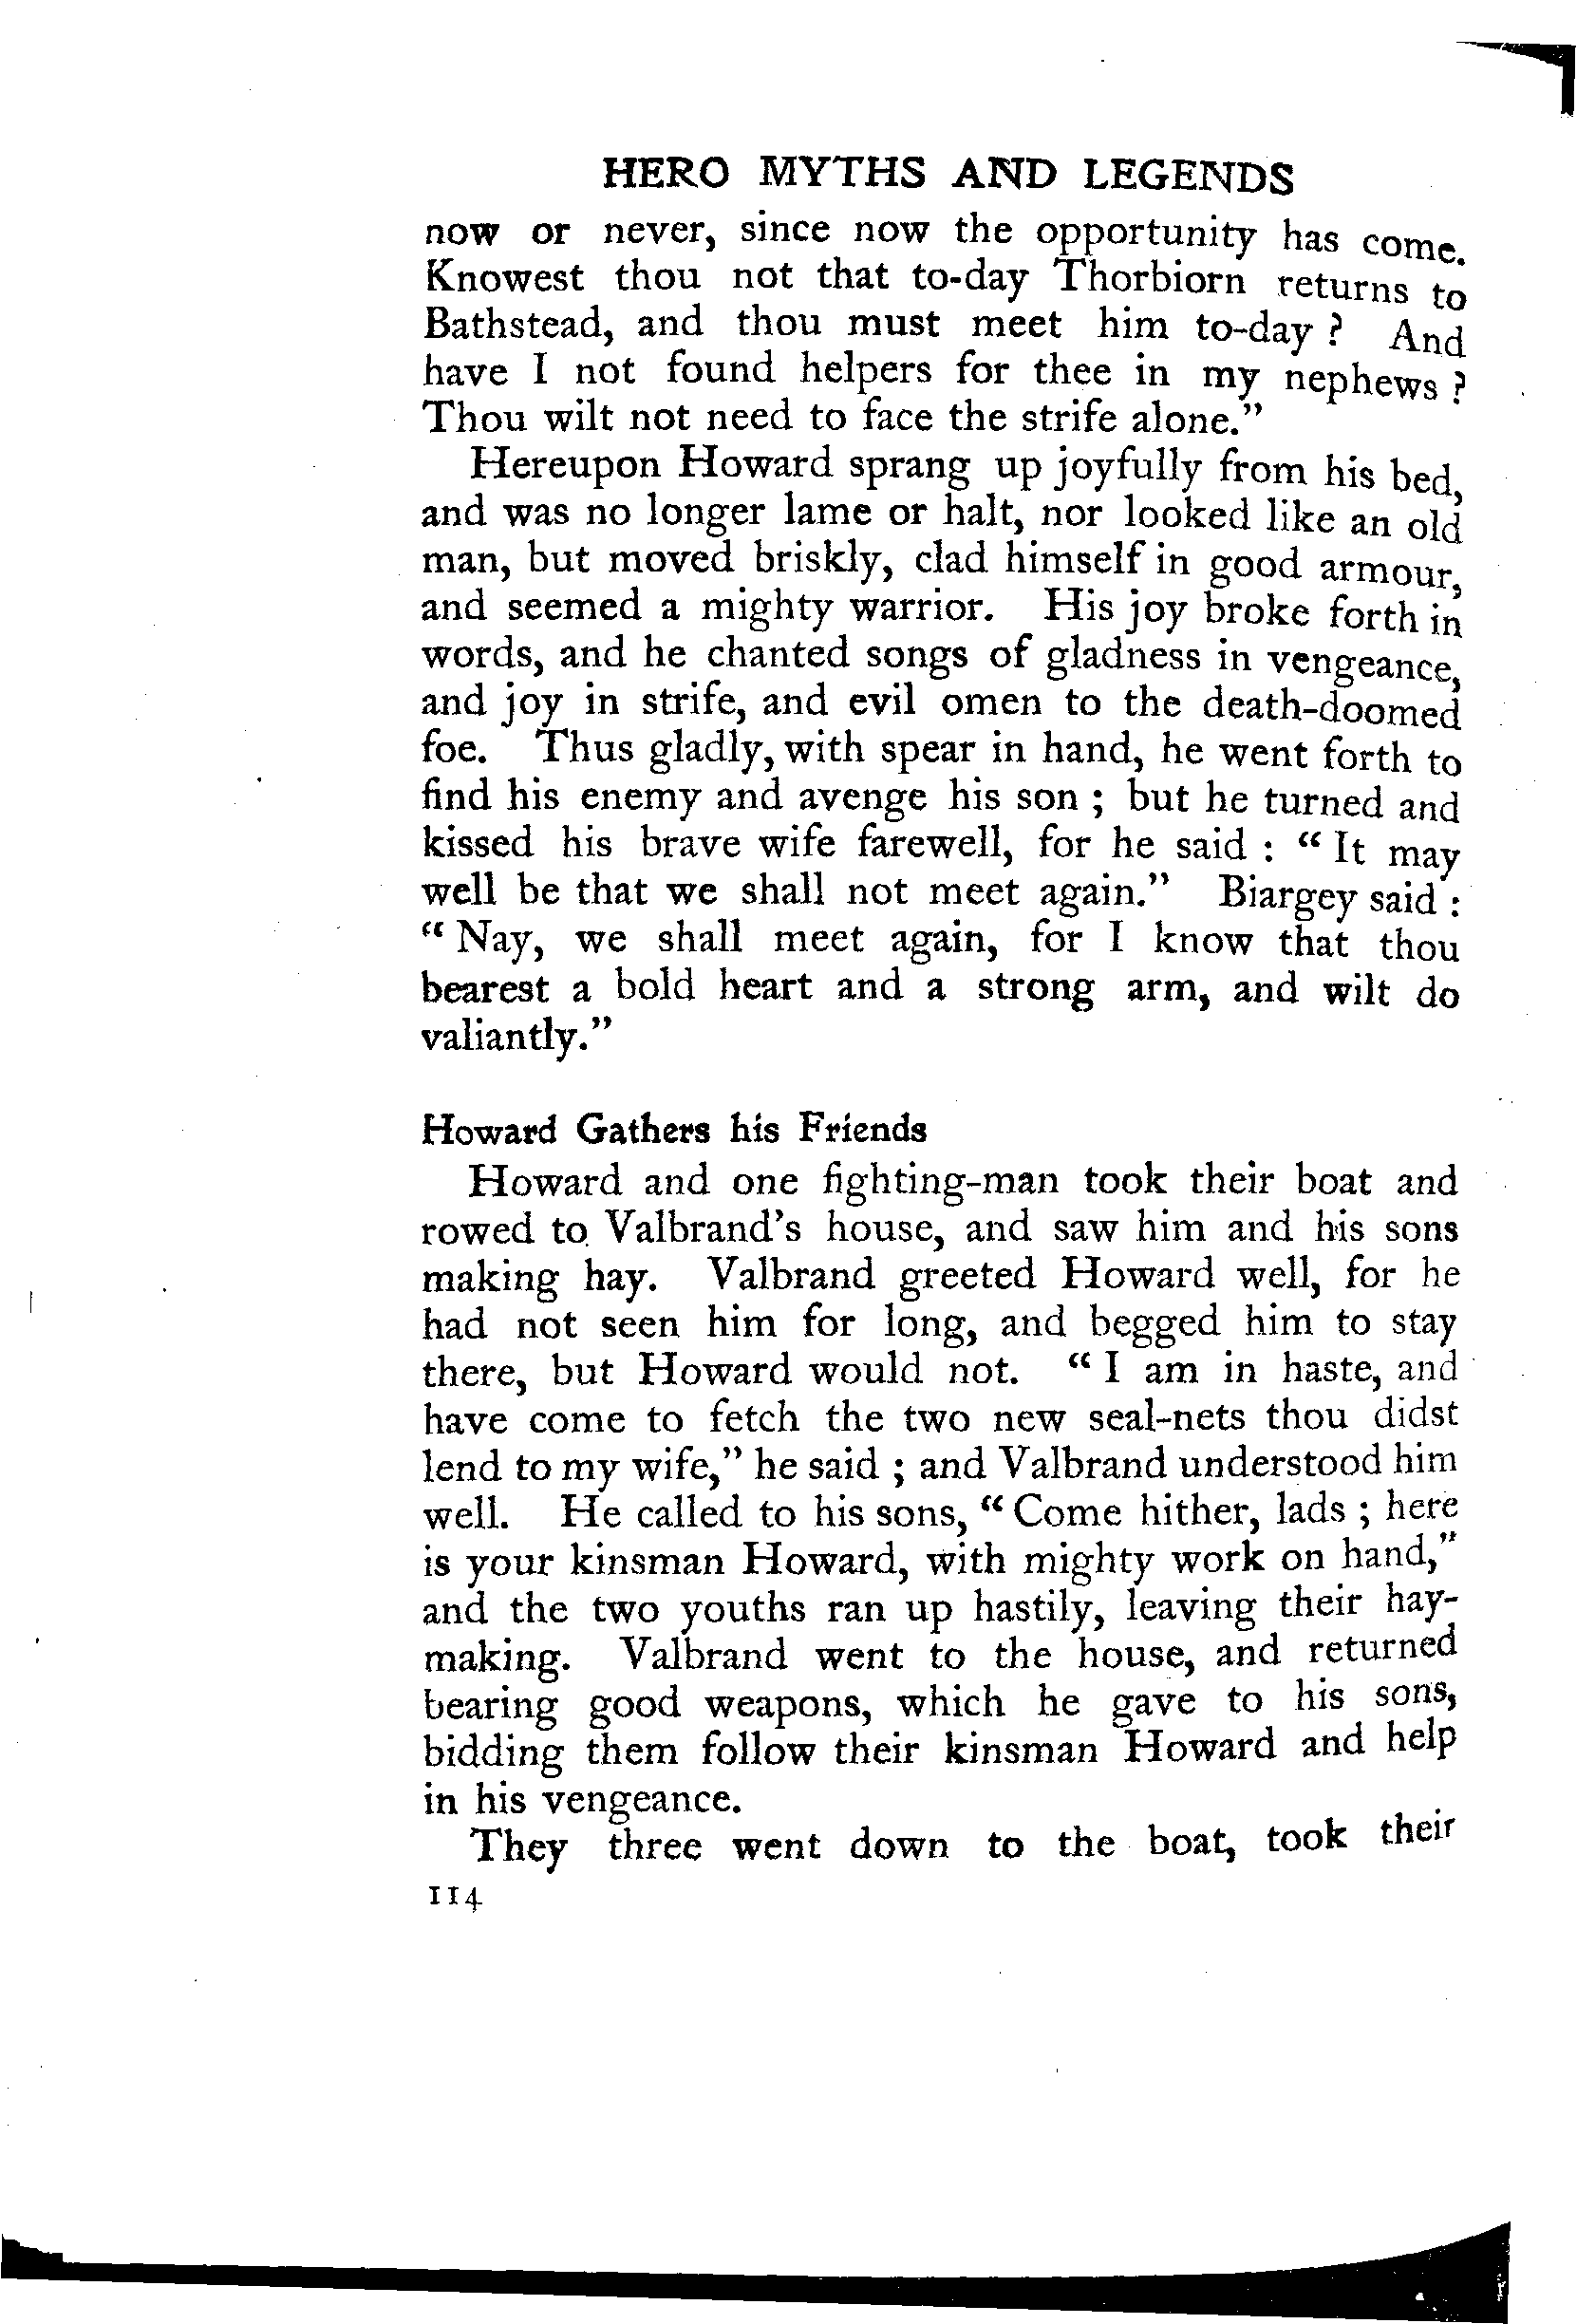 HERO MYTHS AND LEGENDS
now or never, since now the opportunity has come.
Knowest thou not that to-day Thorbiorn returns to
Bathstead, and thou must meet him to-day ? And
have I not found helpers for thee in my nephews ?
Thou wilt not need to face the strife alone.”
Hereupon Howard sprang up joyfully from his bed,
and was no longer lame or halt, nor looked like an old
man, but moved briskly, clad himself in good armour,
and seemed a mighty warrior. His joy broke forth in
words, and he chanted songs of gladness in vengeance,
and joy in strife, and evil omen to the death-doomed
foe. Thus gladly, with spear in hand, he went forth to
find his enemy and avenge his son ; but he turned and
kissed his brave wife farewell, for he said : “ It may
well be that we shall not meet again.” Biargey said :
“ Nay, we shall meet again, for I know that thou
bearest a bold heart and a strong arm, and wilt do
valiantly.”
Howard Gathers his Friends
Howard and one fighting-man took their boat and
rowed to Valbrand’s house, and saw him and his sons
making hay. Valbrand greeted Howard well, for he
had not seen him for long, and begged him to stay
there, but Howard would not. “ I am in haste, and
have come to fetch the two new seal-nets thou didst
lend to my wife,” he said ; and Valbrand understood him
well. He called to his sons, “ Come hither, lads ; here
is your kinsman Howard, with mighty work on hand,”
and the two youths ran up hastily, leaving their hay-
making. Valbrand went to the house, and returned
bearing good weapons, which he gave to his sons,
bidding them follow their kinsman Howard and help
in his vengeance.
They three went down to the boat, took their
114